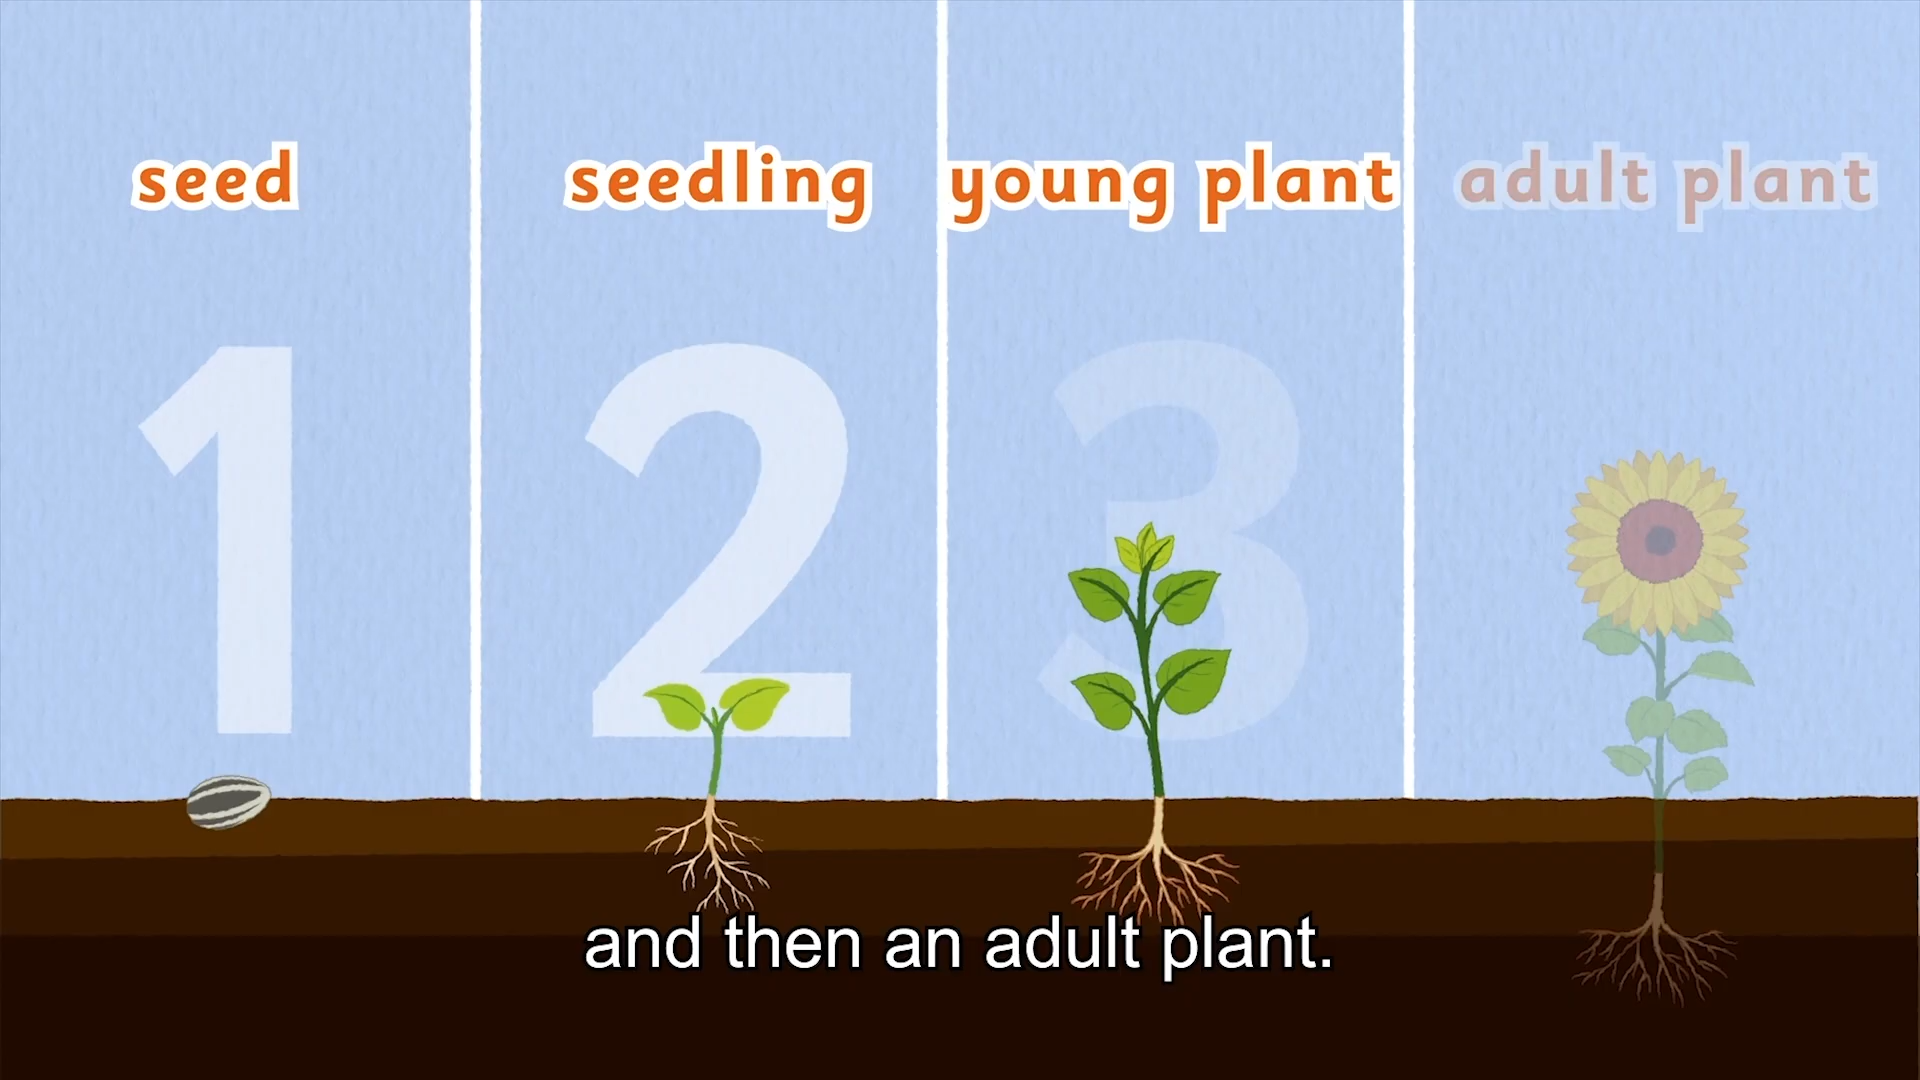 seed
seedling
young plant
adult plant
1
2
3
and then an adult plant.